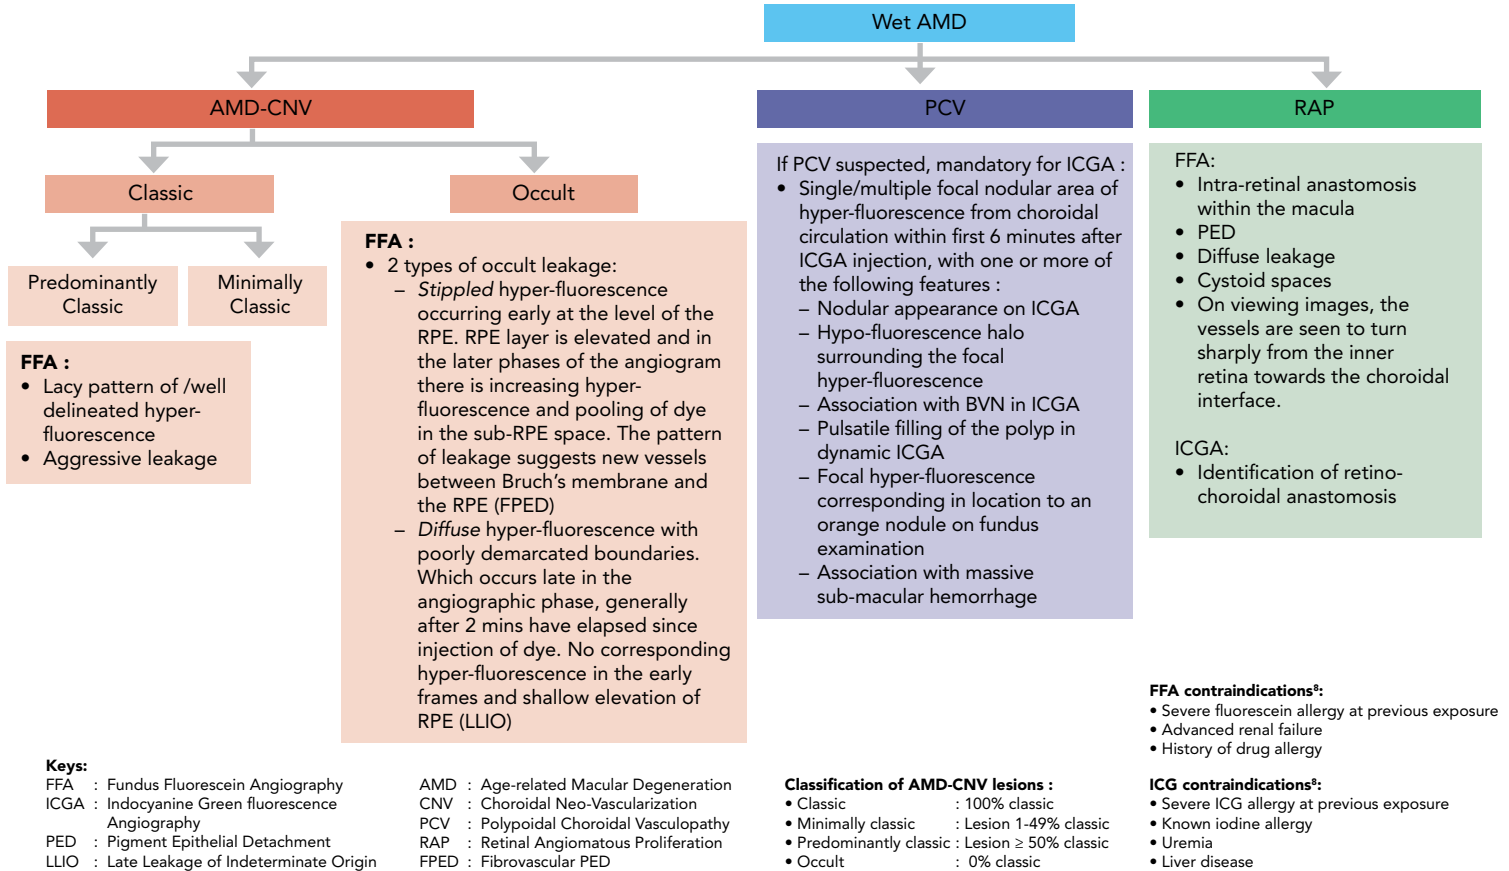 Wet AMD
AMD-CNV
Classic
Predominantly
Classic
Minimally
Classic
FFA :
• Lacy pattern of /well
delineated hyper-
fluorescence
• Aggressive leakage
Occult
FFA :
• 2 types of occult leakage:
– Stippled hyper-fluorescence
occurring early at the level of the
RPE. RPE layer is elevated and in
the later phases of the angiogram
there is increasing hyper-
fluorescence and pooling of dye
in the sub-RPE space. The pattern
of leakage suggests new vessels
between Bruch's membrane and
the RPE (FPED)
– Diffuse hyper-fluorescence with
poorly demarcated boundaries.
Which occurs late in the
angiographic phase, generally
after 2 mins have elapsed since
injection of dye. No corresponding
hyper-fluorescence in the early
frames and shallow elevation of
RPE (LLIO)
PCV
If PCV suspected, mandatory for ICGA :
• Single/multiple focal nodular area of
hyper-fluorescence from choroidal
circulation within first 6 minutes after
ICGA injection, with one or more of
the following features :
– Nodular appearance on ICGA
– Hypo-fluorescence halo
surrounding the focal
hyper-fluorescence
– Association with BVN in ICGA
– Pulsatile filling of the polyp in
dynamic ICGA
– Focal hyper-fluorescence
corresponding in location to an
orange nodule on fundus
examination
– Association with massive
sub-macular hemorrhage
RAP
FFA:
• Intra-retinal anastomosis
within the macula
• PED
• Diffuse leakage
• Cystoid spaces
• On viewing images, the
vessels are seen to turn
sharply from the inner
retina towards the choroidal
interface.
ICGA:
• Identification of retino-
choroidal anastomosis
Keys:
FFA : Fundus Fluorescein Angiography
ICGA : Indocyanine Green fluorescence
Angiography
PED : Pigment Epithelial Detachment
LLIO : Late Leakage of Indeterminate Origin
AMD : Age-related Macular Degeneration
CNV : Choroidal Neo-Vascularization
PCV : Polypoidal Choroidal Vasculopathy
RAP : Retinal Angiomatous Proliferation
FPED : Fibrovascular PED
Classification of AMD-CNV lesions :
• Classic : 100% classic
• Minimally classic : Lesion 1-49% classic
• Predominantly classic : Lesion ≥ 50% classic
• Occult : 0% classic
FFA contraindications⁸:
• Severe fluorescein allergy at previous exposure
• Advanced renal failure
• History of drug allergy
ICG contraindications⁸:
• Severe ICG allergy at previous exposure
• Known iodine allergy
• Uremia
• Liver disease